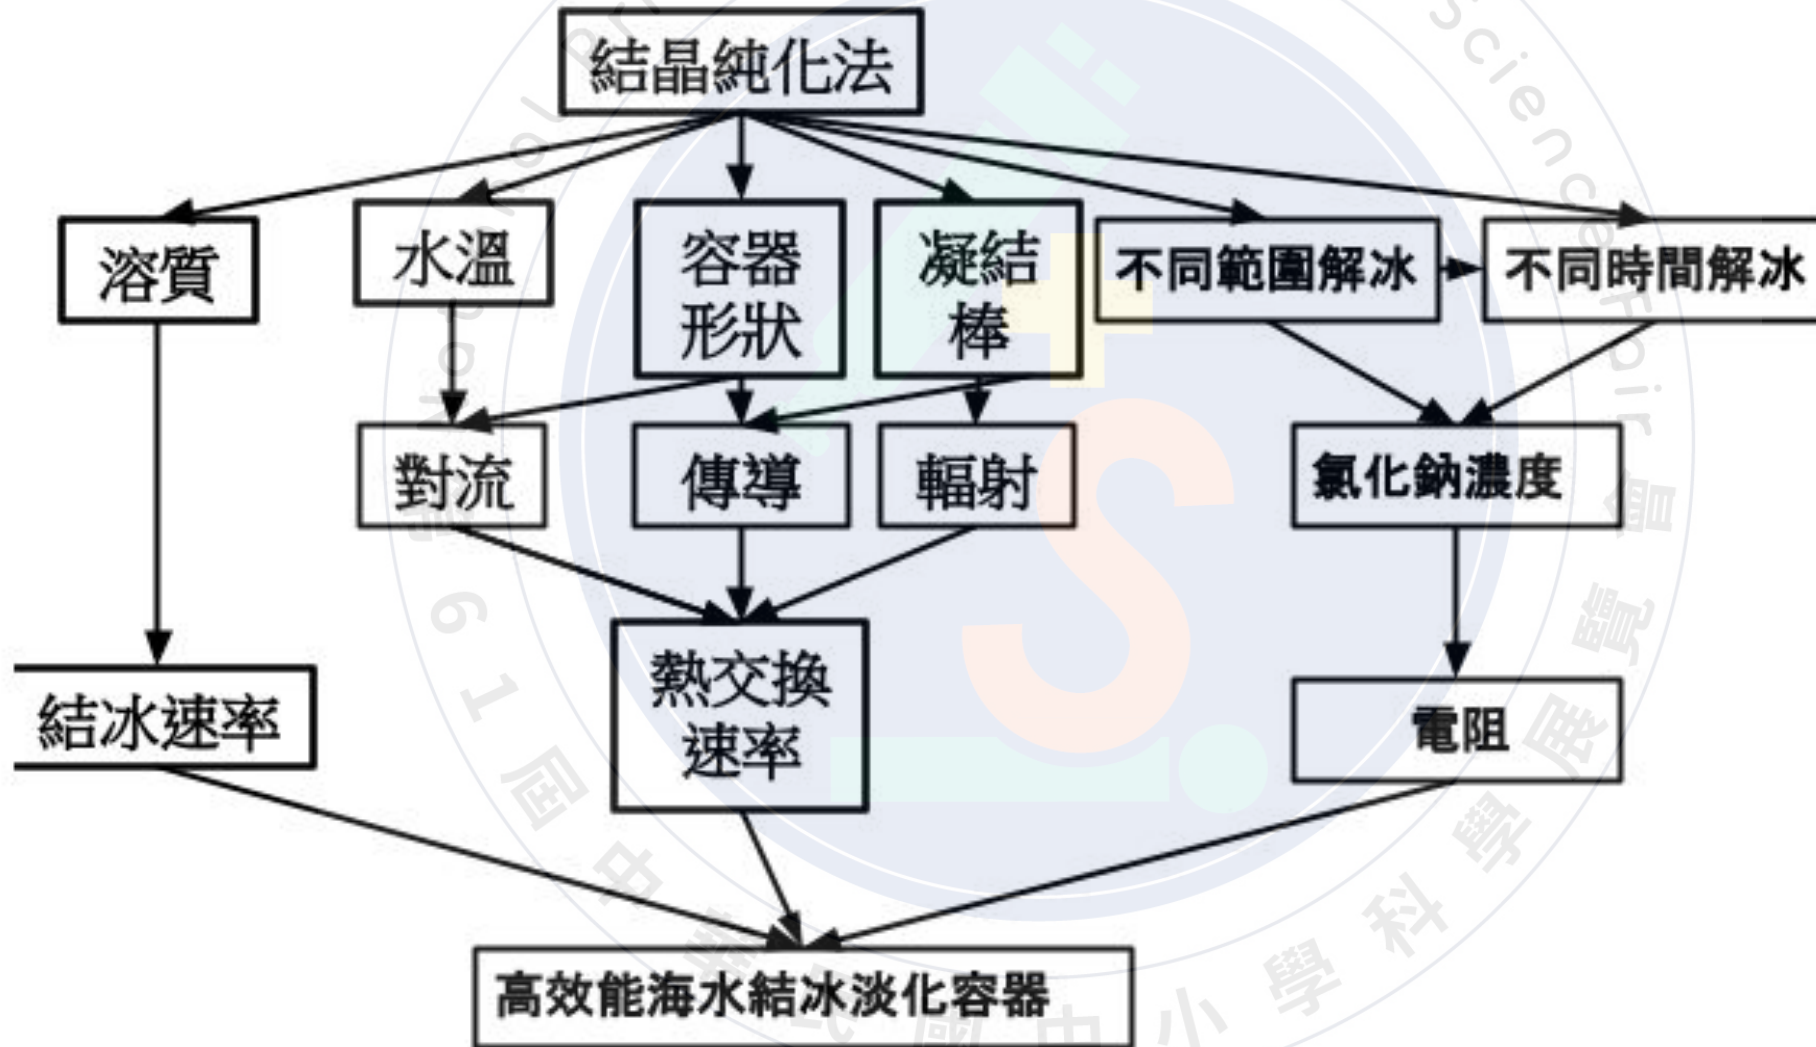 結晶純化法
溶質
水溫
容器
形狀
凝結
棒
不同範圍解冰
不同時間解冰
對流
傳導
輻射
氯化鈉濃度
結冰速率
熱交換
速率
電阻
高效能海水結冰淡化容器